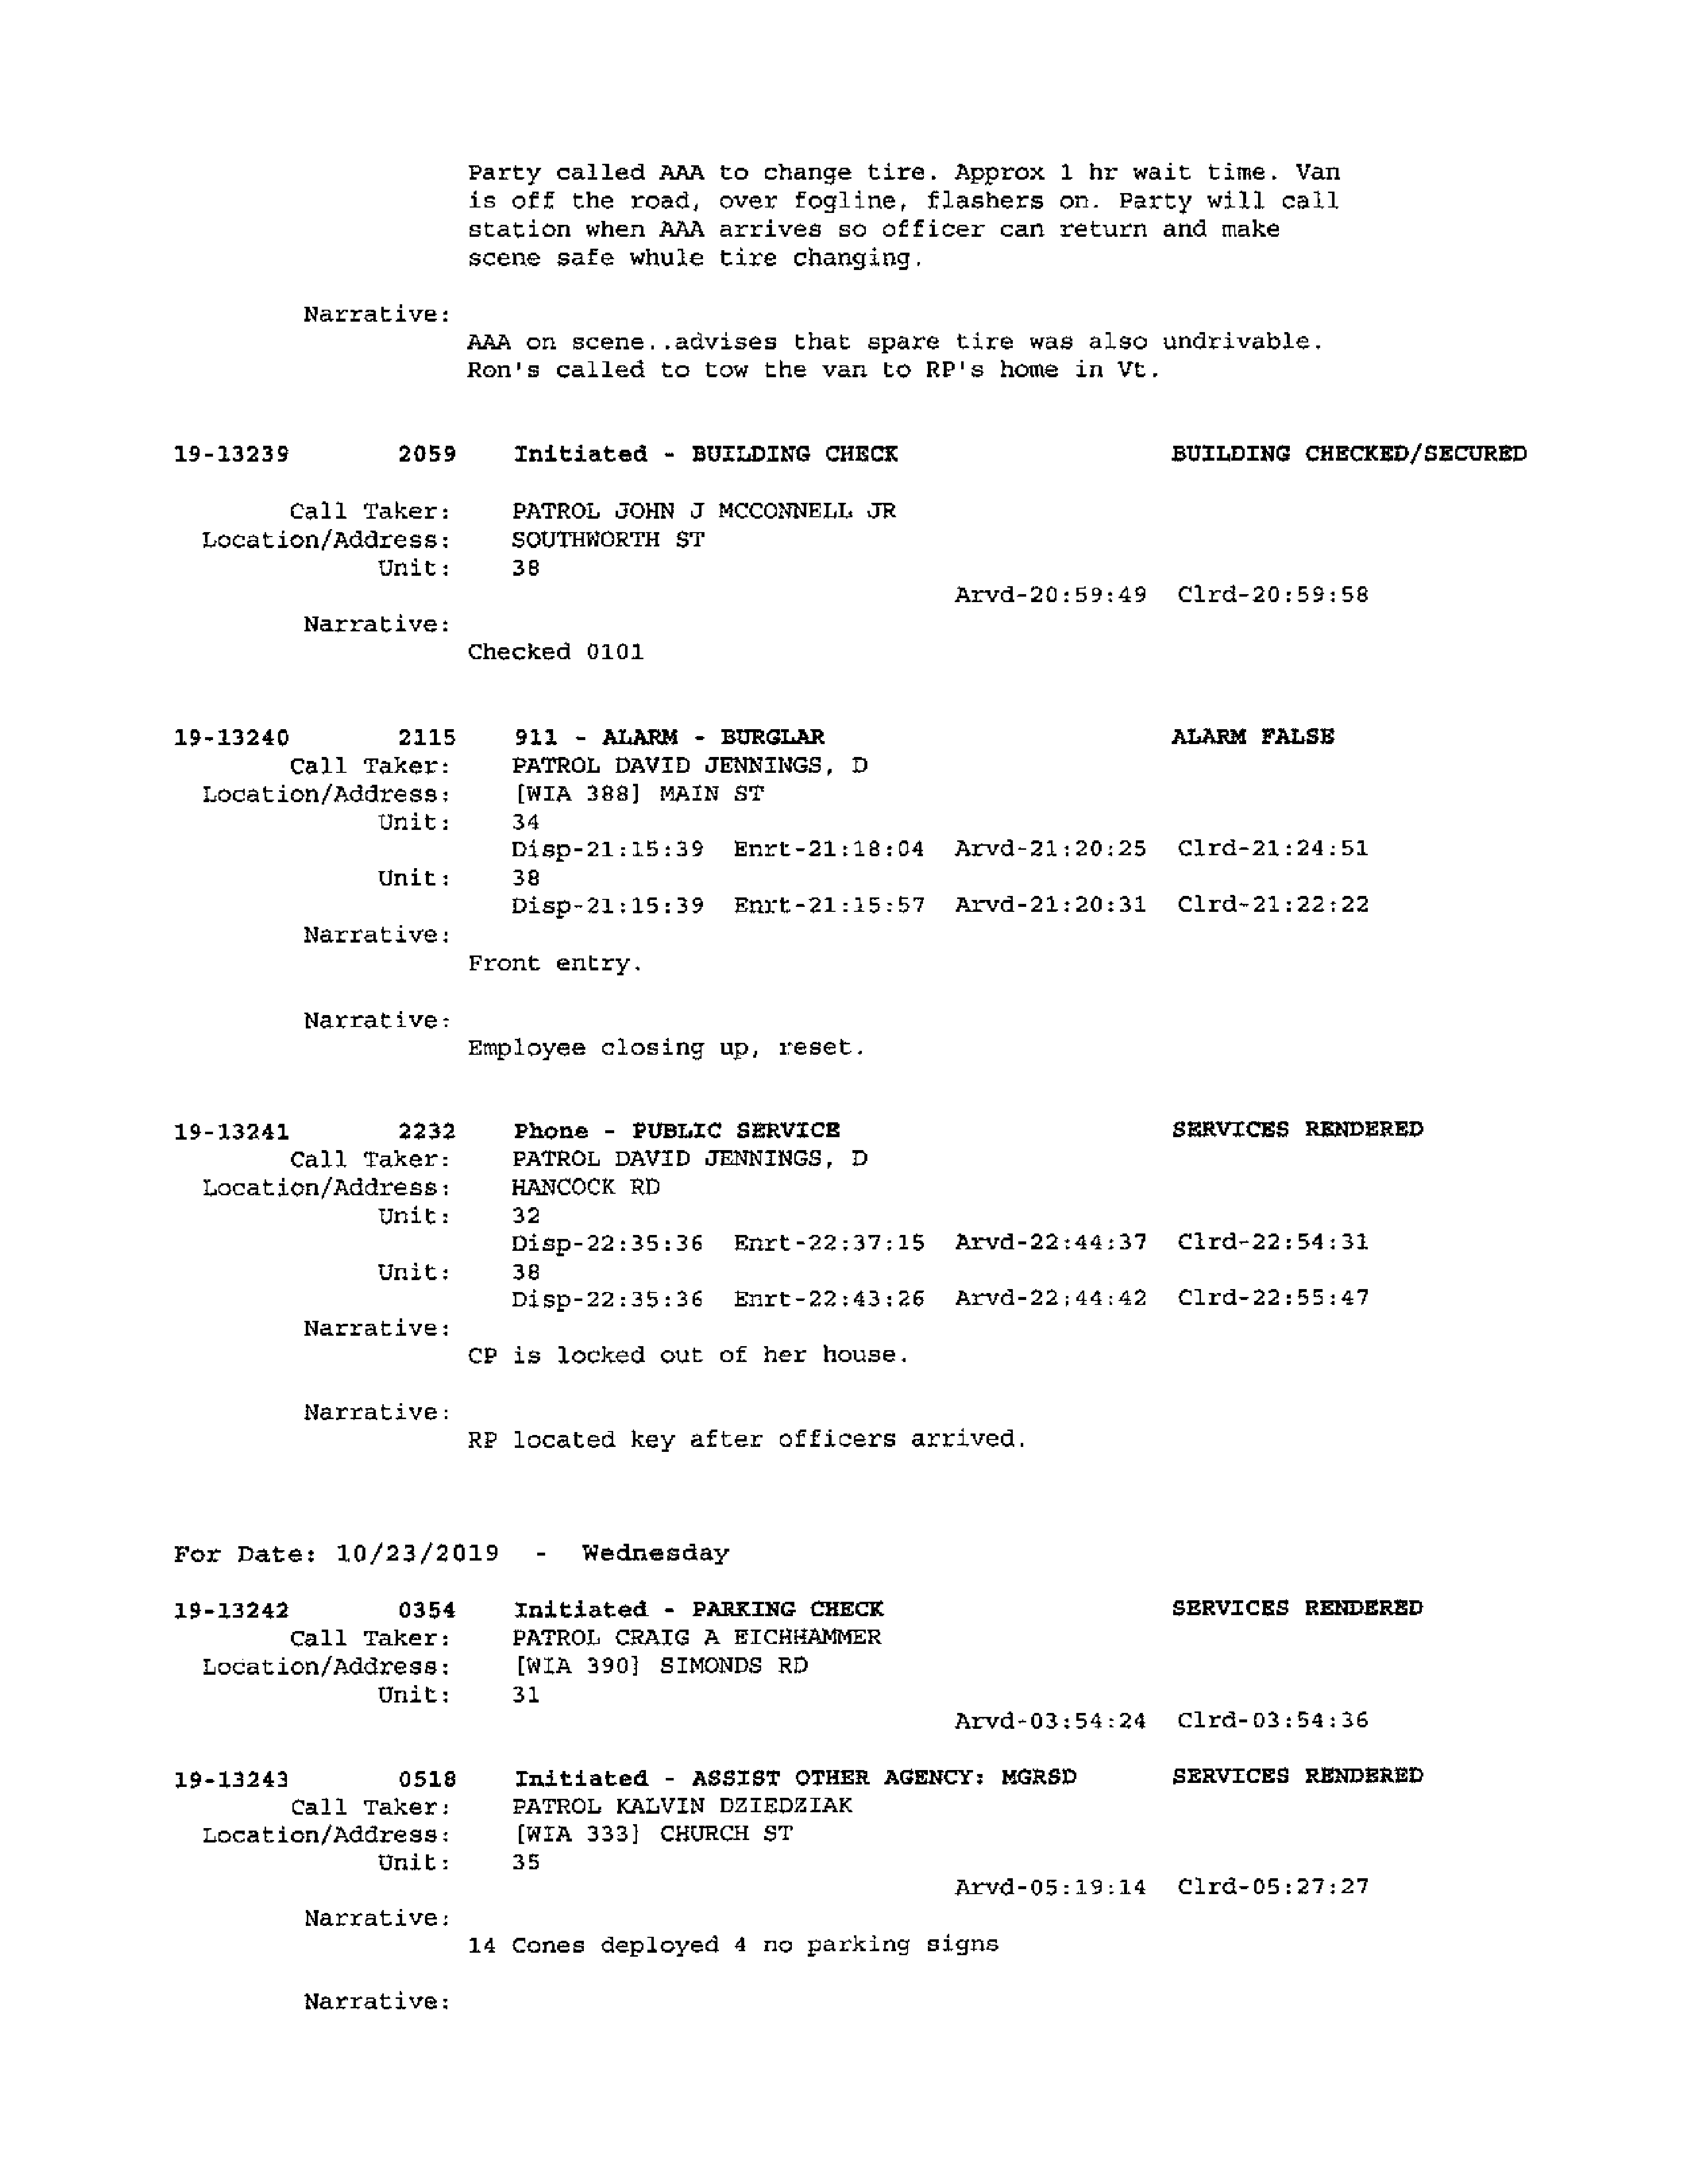 Party called AAA to change tire. Approx 1 hr wait time. Van
is off the road, over fogline, flashers on. Party will call
station when AAA arrives so officer can return and make
scene safe whule tire changing.
Narrative:
AAA on scene..advises that spare tire was also undrivable.
Ron's called to tow the van to RP's home in Vt.
19-13239 2059 Initiated - BUILDING CHECK BUILDING CHECKED/SECURED
Call Taker: PATROL JOHN J MCCONNELL JR
Location/Address: SOUTHWORTH ST
Unit: 38
Arvd-20:59:49 Clrd-20:59:58
Narrative:
Checked 0101
19-13240 2115 911 - ALARM - BURGLAR ALARM FALSE
Call Taker: PATROL DAVID JENNINGS, D
Location/Address: [WIA 388] MAIN ST
Unit: 34
Disp-21:15:39 Enrt-21:18:04 Arvd-21:20:25 Clrd-21:24:51
Unit: 38
Disp-21:15:39 Enrt-21:15:57 Arvd-21:20:31 Clrd-21:22:22
Narrative:
Front entry.
Narrative:
Employee closing up, reset.
19-13241 2232 Phone - PUBLIC SERVICE SERVICES RENDERED
Call Taker: PATROL DAVID JENNINGS, D
Location/Address: HANCOCK RD
Unit: 32
Disp-22:35:36 Enrt-22:37:15 Arvd-22:44:37 Clrd-22:54:31
Unit: 38
Disp-22:35:36 Enrt-22:43:26 Arvd-22:44:42 Clrd-22:55:47
Narrative:
CP is locked out of her house.
Narrative:
RP located key after officers arrived.
For Date: 10/23/2019 - Wednesday
19-13242 0354 Initiated - PARKING CHECK SERVICES RENDERED
Call Taker: PATROL CRAIG A EICHHAMMER
Location/Address: [WIA 390] SIMONDS RD
Unit: 31
Arvd-03:54:24 Clrd-03:54:36
19-13243 0518 Initiated - ASSIST OTHER AGENCY: MGRSD SERVICES RENDERED
Call Taker: PATROL KALVIN DZIEDZIAK
Location/Address: [WIA 333] CHURCH ST
Unit: 35
Arvd-05:19:14 Clrd-05:27:27
Narrative:
14 Cones deployed 4 no parking signs
Narrative: